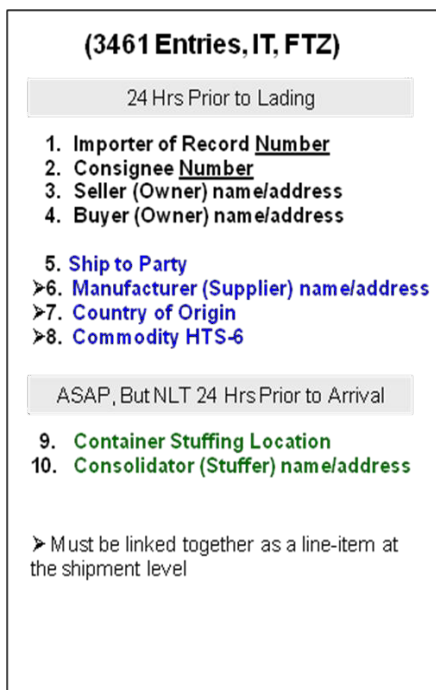 (3461 Entries, IT, FTZ)
24 Hrs Prior to Lading
1. Importer of Record Number
2. Consignee Number
3. Seller (Owner) name/address
4. Buyer (Owner) name/address
5. Ship to Party
➢6. Manufacturer (Supplier) name/address
➢7. Country of Origin
➢8. Commodity HTS-6
ASAP, But NLT 24 Hrs Prior to Arrival
9. Container Stuffing Location
10. Consolidator (Stuffer) name/address
➢ Must be linked together as a line-item at
the shipment level